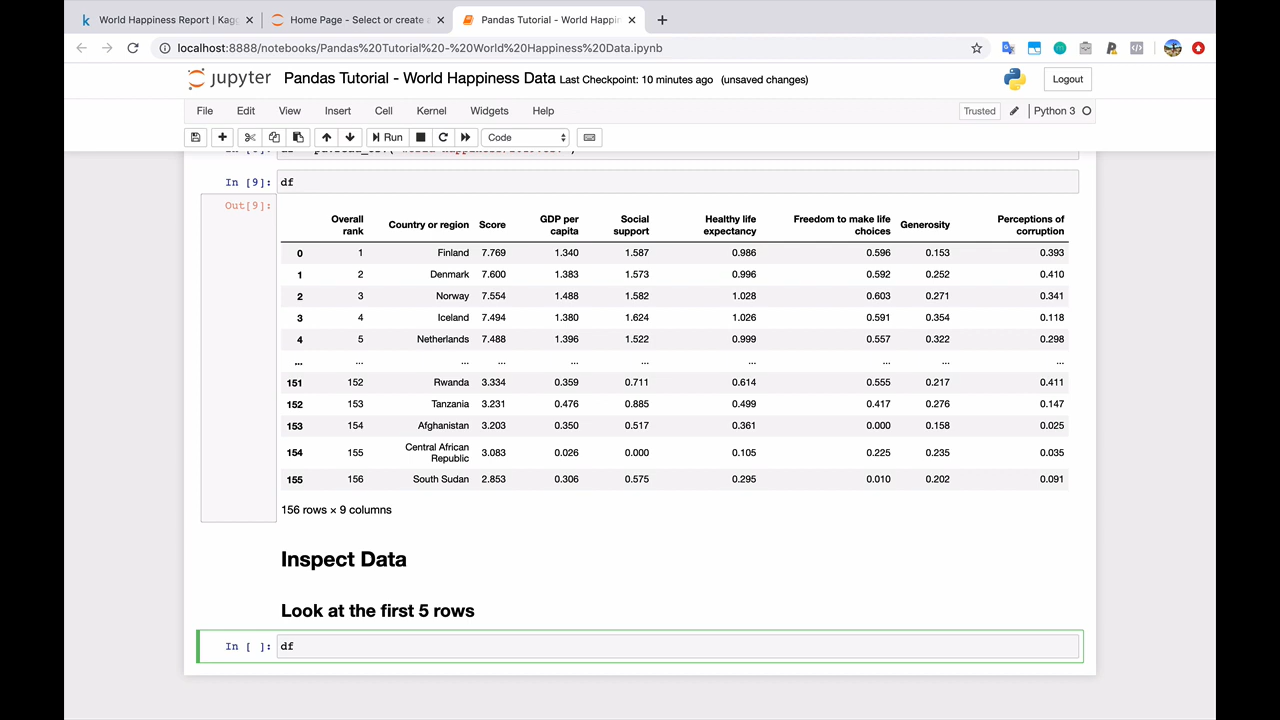 World Happiness Report | Kag
Home Page - Select or create a
Pandas Tutorial - World Happin
localhost:8888/notebooks/Pandas%20Tutorial%20-%20World%20Happiness%20Data.ipynb
jupyter Pandas Tutorial - World Happiness Data Last Checkpoint: 10 minutes ago (unsaved changes) Logout
File Edit View Insert Cell Kernel Widgets Help Trusted Python 3
Run Code
In [9]: df
Out[9]:
Overall rank Country or region Score GDP per capita Social support Healthy life expectancy Freedom to make life choices Generosity Perceptions of corruption
0 1 Finland 7.769 1.340 1.587 0.986 0.596 0.153 0.393
1 2 Denmark 7.600 1.383 1.573 0.996 0.592 0.252 0.410
2 3 Norway 7.554 1.488 1.582 1.028 0.603 0.271 0.341
3 4 Iceland 7.494 1.380 1.624 1.026 0.591 0.354 0.118
4 5 Netherlands 7.488 1.396 1.522 0.999 0.557 0.322 0.298
... ... ... ... ... ... ... ... ... ...
151 152 Rwanda 3.334 0.359 0.711 0.614 0.555 0.217 0.411
152 153 Tanzania 3.231 0.476 0.885 0.499 0.417 0.276 0.147
153 154 Afghanistan 3.203 0.350 0.517 0.361 0.000 0.158 0.025
154 155 Central African Republic 3.083 0.026 0.000 0.105 0.225 0.235 0.035
155 156 South Sudan 2.853 0.306 0.575 0.295 0.010 0.202 0.091
156 rows × 9 columns
Inspect Data
Look at the first 5 rows
In [ ]: df